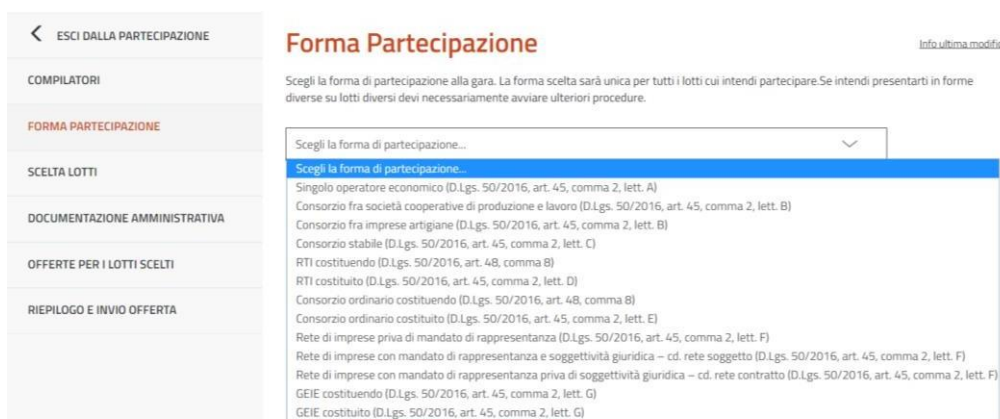 ESCI DALLA PARTECIPAZIONE
COMPILATORI
FORMA PARTECIPAZIONE
SCELTA LOTTI
DOCUMENTAZIONE AMMINISTRATIVA
OFFERTE PER I LOTTI SCELTI
RIEPILOGO E INVIO OFFERTA
Forma Partecipazione
Info ultima modific
Scegli la forma di partecipazione alla gara. La forma scelta sarà unica per tutti i lotti cui intendi partecipare.Se intendi presentarti in forme
diverse su lotti diversi devi necessariamente avviare ulteriori procedure.
Scegli la forma di partecipazione...
Scegli la forma di partecipazione...
Singolo operatore economico (D.Lgs. 50/2016, art. 45, comma 2, lett. A)
Consorzio fra società cooperative di produzione e lavoro (D.Lgs. 50/2016, art. 45, comma 2, lett. B)
Consorzio fra imprese artigiane (D.Lgs. 50/2016, art. 45, comma 2, lett. B)
Consorzio stabile (D.Lgs. 50/2016, art. 45, comma 2, lett. C)
RTI costituendo (D.Lgs. 50/2016, art. 48, comma 8)
RTI costituito (D.Lgs. 50/2016, art. 45, comma 2, lett. D)
Consorzio ordinario costituendo (D.Lgs. 50/2016, art. 48, comma 8)
Consorzio ordinario costituito (D.Lgs. 50/2016, art. 45, comma 2, lett. E)
Rete di imprese priva di mandato di rappresentanza (D.Lgs. 50/2016, art. 45, comma 2, lett. F)
Rete di imprese con mandato di rappresentanza e soggettività giuridica – cd. rete soggetto (D.Lgs. 50/2016, art. 45, comma 2, lett. F)
Rete di imprese con mandato di rappresentanza priva di soggettività giuridica – cd. rete contratto (D.Lgs. 50/2016, art. 45, comma 2, lett. F)
GEIE costituendo (D.Lgs. 50/2016, art. 45, comma 2, lett. G)
GEIE costituito (D.Lgs. 50/2016, art. 45, comma 2, lett. G)